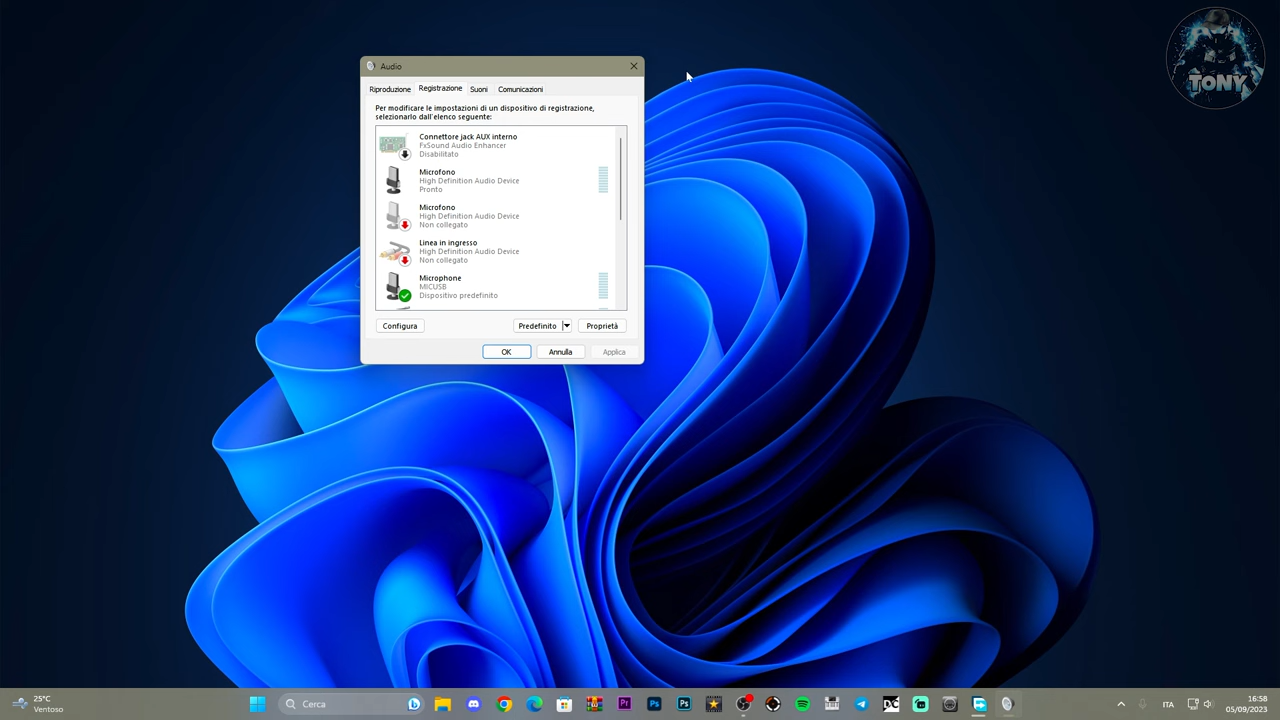 TONY
Audio
Riproduzione Registrazione Suoni Comunicazioni
Per modificare le impostazioni di un dispositivo di registrazione,
selezionarlo dall'elenco seguente:
Connettore jack AUX interno
FxSound Audio Enhancer
Disabilitato
Microfono
High Definition Audio Device
Pronto
Microfono
High Definition Audio Device
Non collegato
Linea in ingresso
High Definition Audio Device
Non collegato
Microphone
MICUSB
Dispositivo predefinito
Configura Predefinito Proprietà
OK Annulla Applica
25°C
Ventoso
Cerca
Pr
Ps
Ps
ITA
16:58
05/09/2023